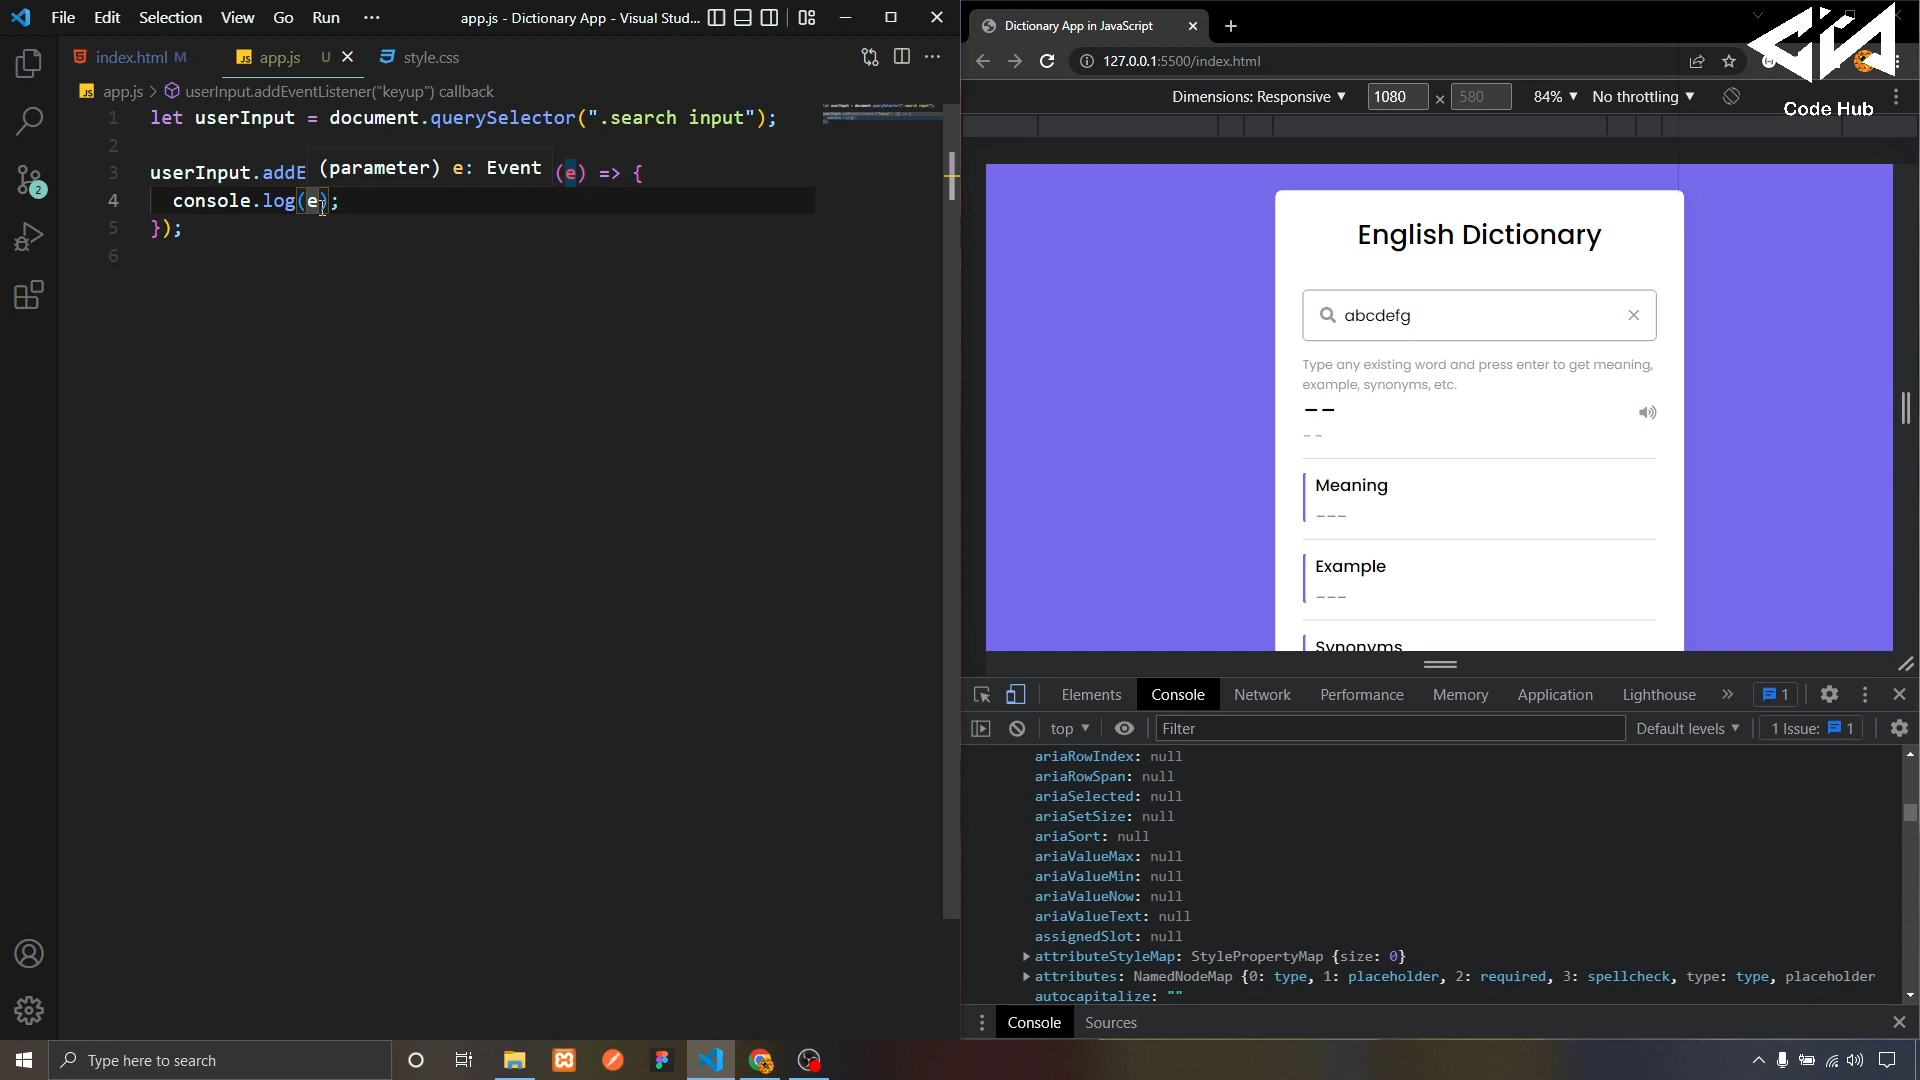 File Edit Selection View Go Run ··· app.js - Dictionary App - Visual Stud...
index.html M
app.js U
style.css
app.js > userInput.addEventListener("keyup") callback
1 let userInput = document.querySelector(".search input");
2
3 userInput.addE (e) => {
(parameter) e: Event
4 console.log(e);
5 });
6
2
Dictionary App in JavaScript
127.0.0.1:5500/index.html
Code Hub
Dimensions: Responsive ▼ 1080 × 580 84% ▼ No throttling ▼
English Dictionary
abcdefg
Type any existing word and press enter to get meaning,
example, synonyms, etc.
--
--
Meaning
---
Example
---
Synonyms
Elements Console Network Performance Memory Application Lighthouse » 1
top ▼ Filter Default levels ▼ 1 Issue: 1
ariaRowIndex: null
ariaRowSpan: null
ariaSelected: null
ariaSetSize: null
ariaSort: null
ariaValueMax: null
ariaValueMin: null
ariaValueNow: null
ariaValueText: null
assignedSlot: null
attributeStyleMap: StylePropertyMap {size: 0}
attributes: NamedNodeMap {0: type, 1: placeholder, 2: required, 3: spellcheck, type: type, placeholder
autocapitalize: ""
Console Sources
Type here to search